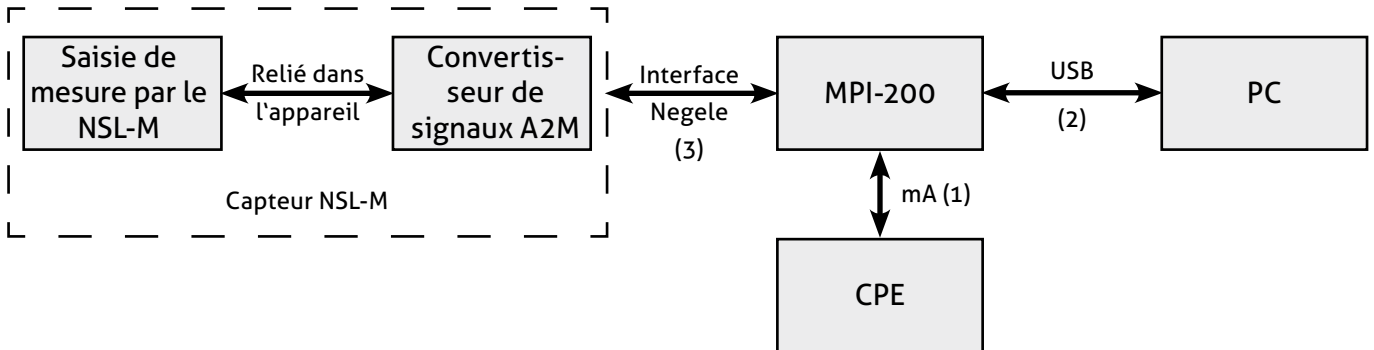 Saisie de
mesure par le
NSL-M
Relié dans
l'appareil
Convertis-
seur de
signaux A2M
Capteur NSL-M
Interface
Negele
(3)
MPI-200
USB
(2)
PC
mA (1)
CPE